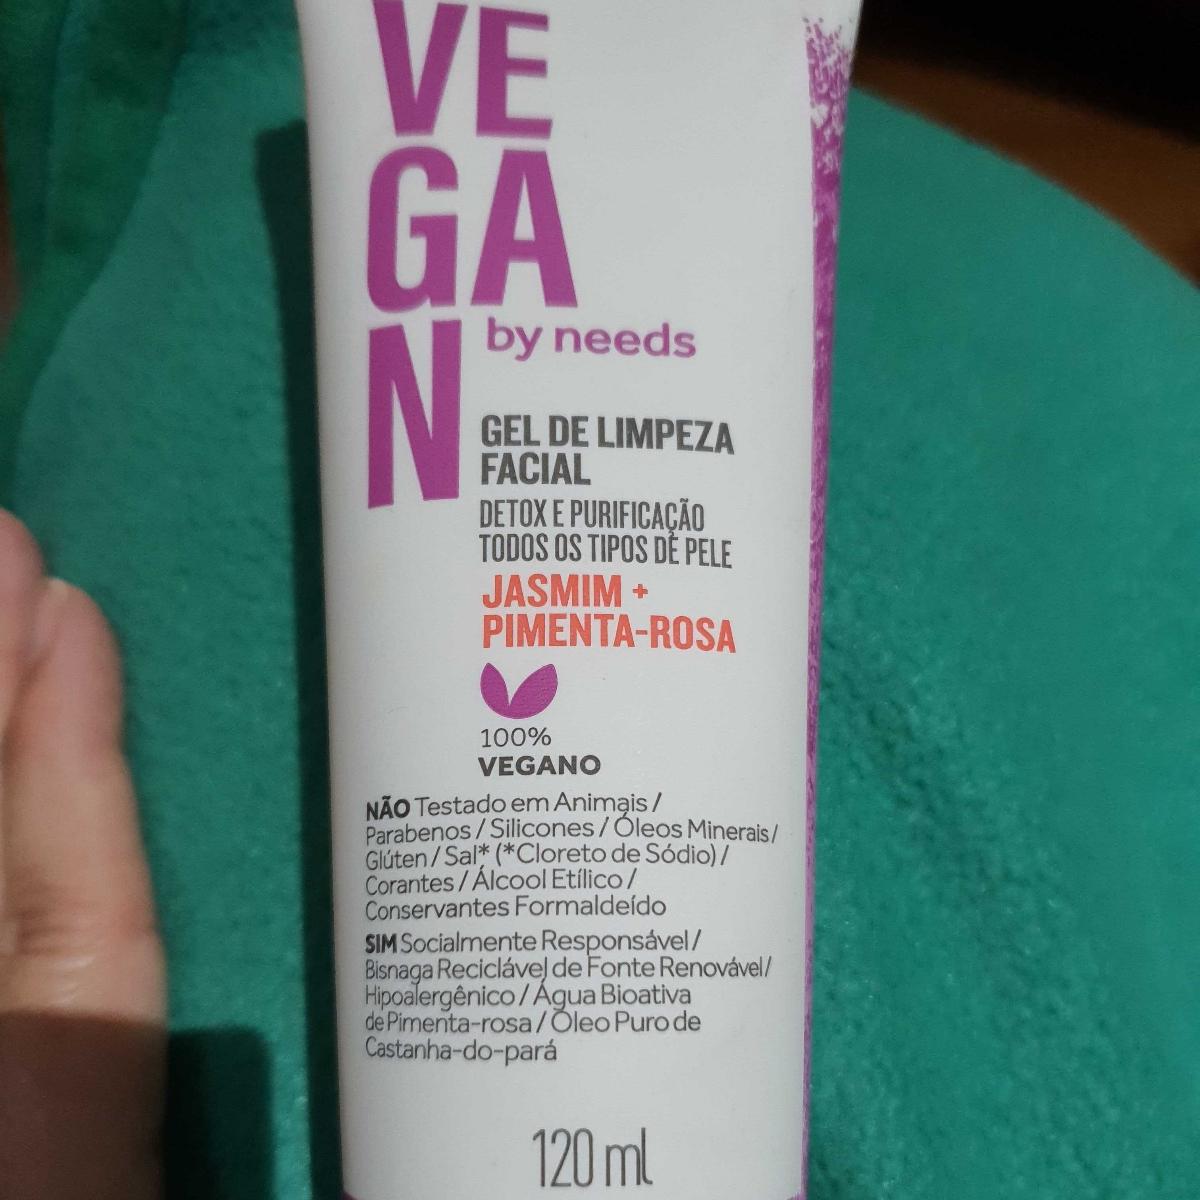 VE
GA
N
by needs
GEL DE LIMPEZA
FACIAL
DETOX E PURIFICAÇÃO
TODOS OS TIPOS DE PELE
JASMIM +
PIMENTA-ROSA
100%
VEGANO
NÃO Testado em Animais /
Parabenos / Silicones / Óleos Minerais /
Glúten / Sal* (*Cloreto de Sódio) /
Corantes / Álcool Etílico /
Conservantes Formaldeído
SIM Socialmente Responsável /
Bisnaga Reciclável de Fonte Renovável /
Hipoalergênico / Água Bioativa
de Pimenta-rosa / Óleo Puro de
Castanha-do-pará
120 ml